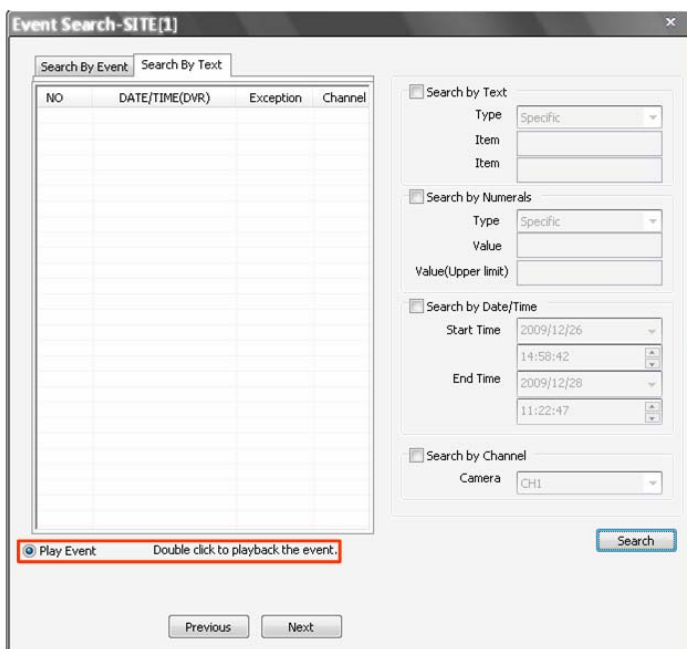 Event Search-SITE[1]
Search By Event Search By Text
NO DATE/TIME(DVR) Exception Channel
Search by Text
Type Specific
Item
Item
Search by Numerals
Type Specific
Value
Value(Upper limit)
Search by Date/Time
Start Time 2009/12/26
14:58:42
End Time 2009/12/28
11:22:47
Search by Channel
Camera CH1
Search
Play Event Double click to playback the event.
Previous Next